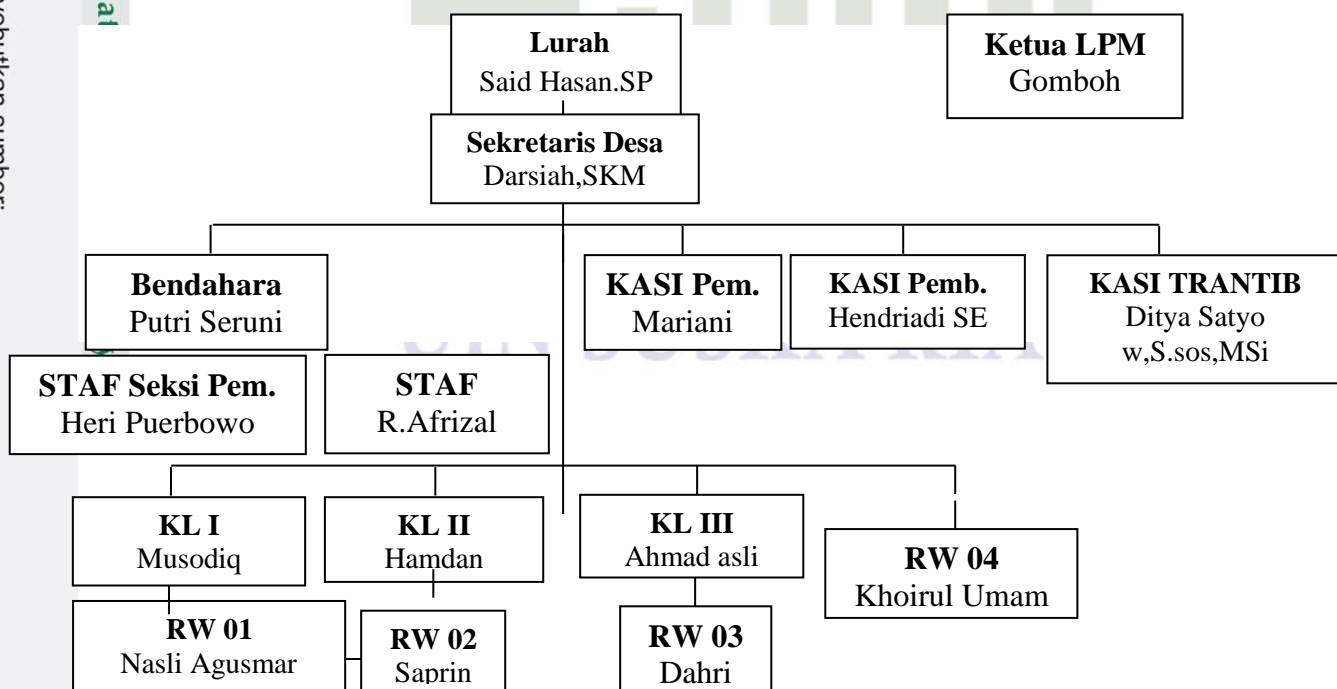 Lurah
Said Hasan.SP
Ketua LPM
Gomboh
Sekretaris Desa
Darsiah,SKM
Bendahara
Putri Seruni
KASI Pem.
Mariani
KASI Pemb.
Hendriadi SE
KASI TRANTIB
Ditya Satyo
w,S.sos,MSi
STAF Seksi Pem.
Heri Puerbowo
STAF
R.Afrizal
KL I
Musodiq
KL II
Hamdan
KL III
Ahmad asli
RW 04
Khoirul Umam
RW 01
Nasli Agusmar
RW 02
Saprin
RW 03
Dahri